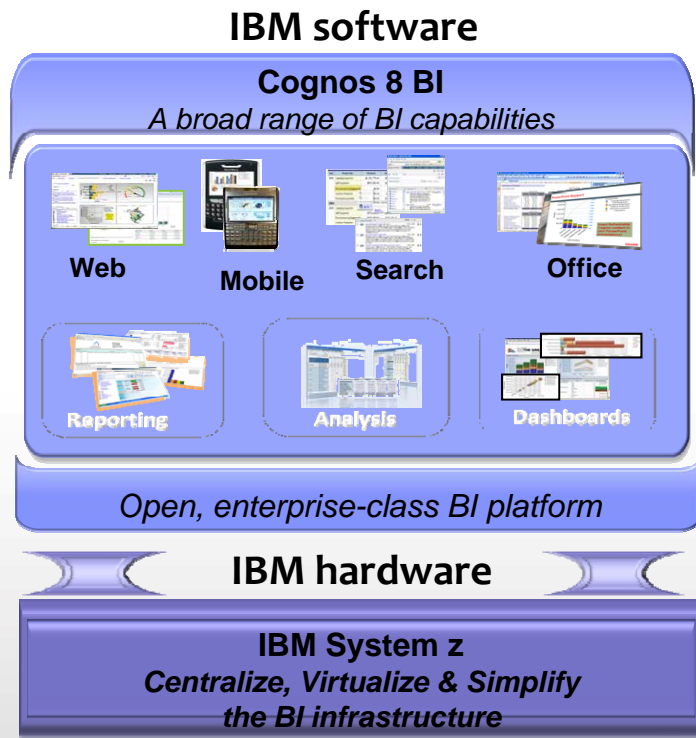 IBM software
Cognos 8 BI
A broad range of BI capabilities
Web
Mobile
Search
Office
Reporting
Analysis
Dashboards
Open, enterprise-class BI platform
IBM hardware
IBM System z
Centralize, Virtualize & Simplify
the BI infrastructure